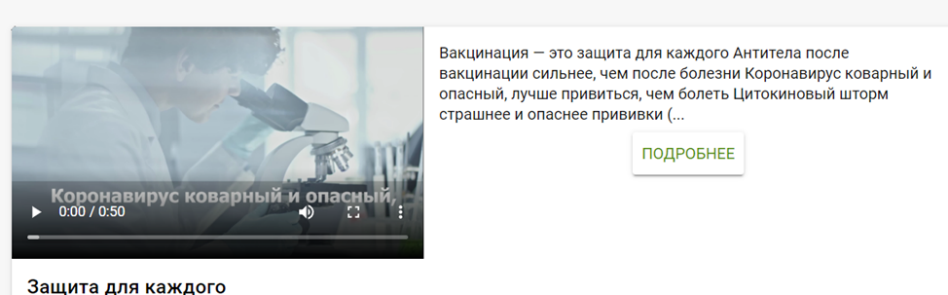 Коронавирус коварный и опасный,
0:00 / 0:50
Защита для каждого
Вакцинация — это защита для каждого Антитела после
вакцинации сильнее, чем после болезни Коронавирус коварный и
опасный, лучше привиться, чем болеть Цитокиновый шторм
страшнее и опаснее прививки (...
ПОДРОБНЕЕ